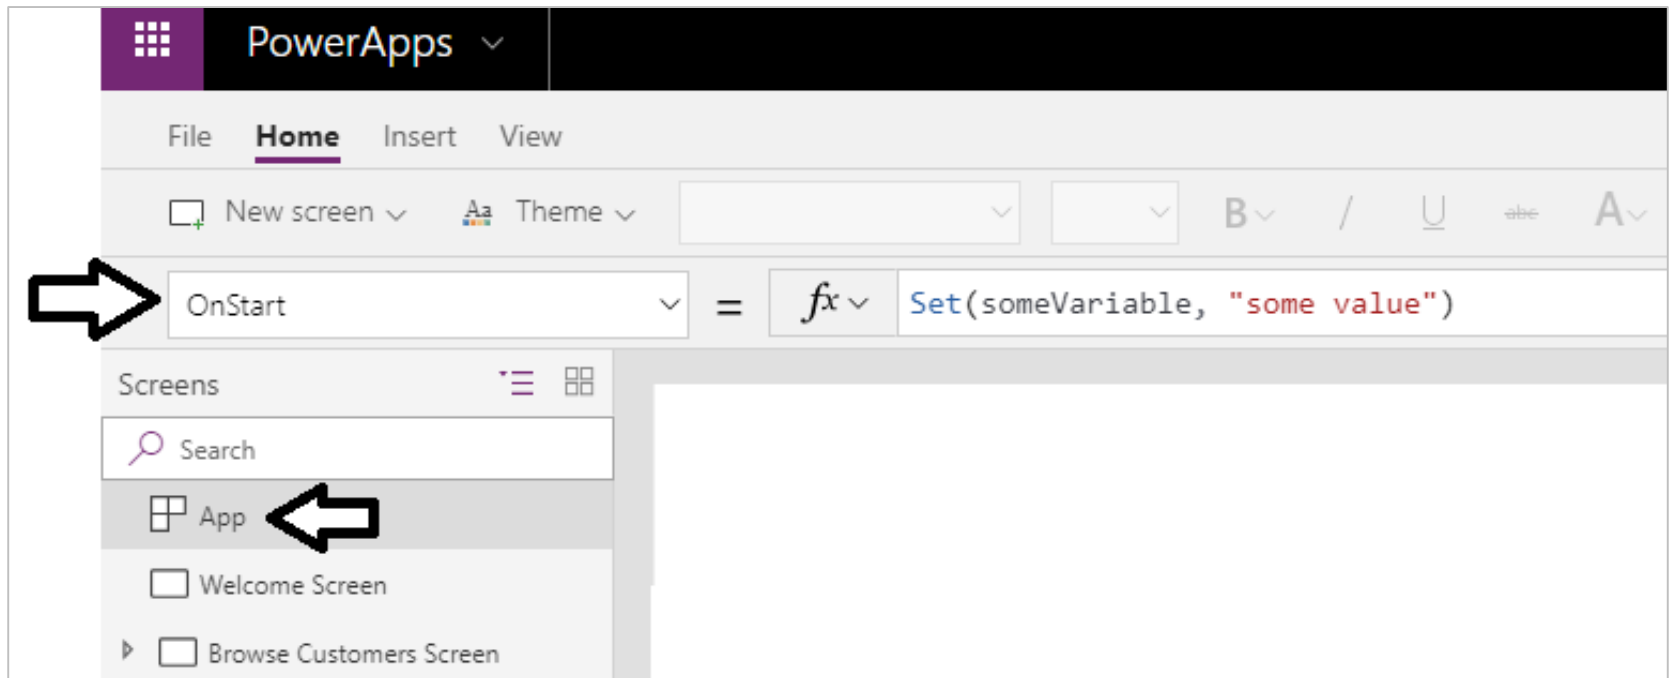 PowerApps
File Home Insert View
New screen Aa Theme B / U abc A
OnStart = fx Set(someVariable, "some value")
Screens
Search
App
Welcome Screen
Browse Customers Screen